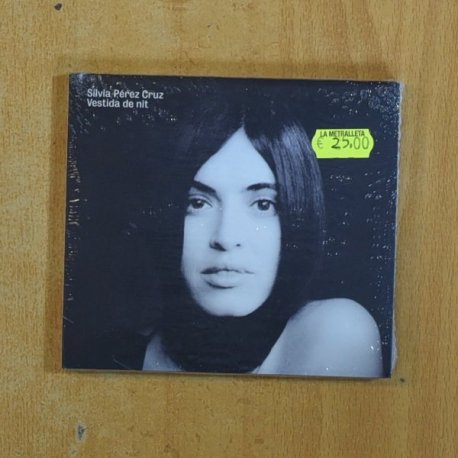 Silvia Pérez Cruz
Vestida de nit
LA METRALLETA
€ 25,00